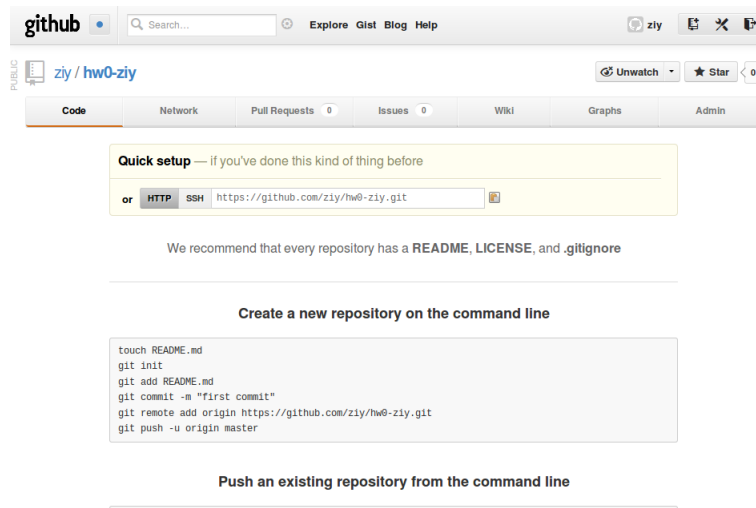 github Search... Explore Gist Blog Help ziy
PUBLIC ziy / hw0-ziy Unwatch Star 0
Code Network Pull Requests 0 Issues 0 Wiki Graphs Admin
Quick setup — if you've done this kind of thing before
or HTTP SSH https://github.com/ziy/hw0-ziy.git
We recommend that every repository has a README, LICENSE, and .gitignore
Create a new repository on the command line
touch README.md
git init
git add README.md
git commit -m "first commit"
git remote add origin https://github.com/ziy/hw0-ziy.git
git push -u origin master
Push an existing repository from the command line